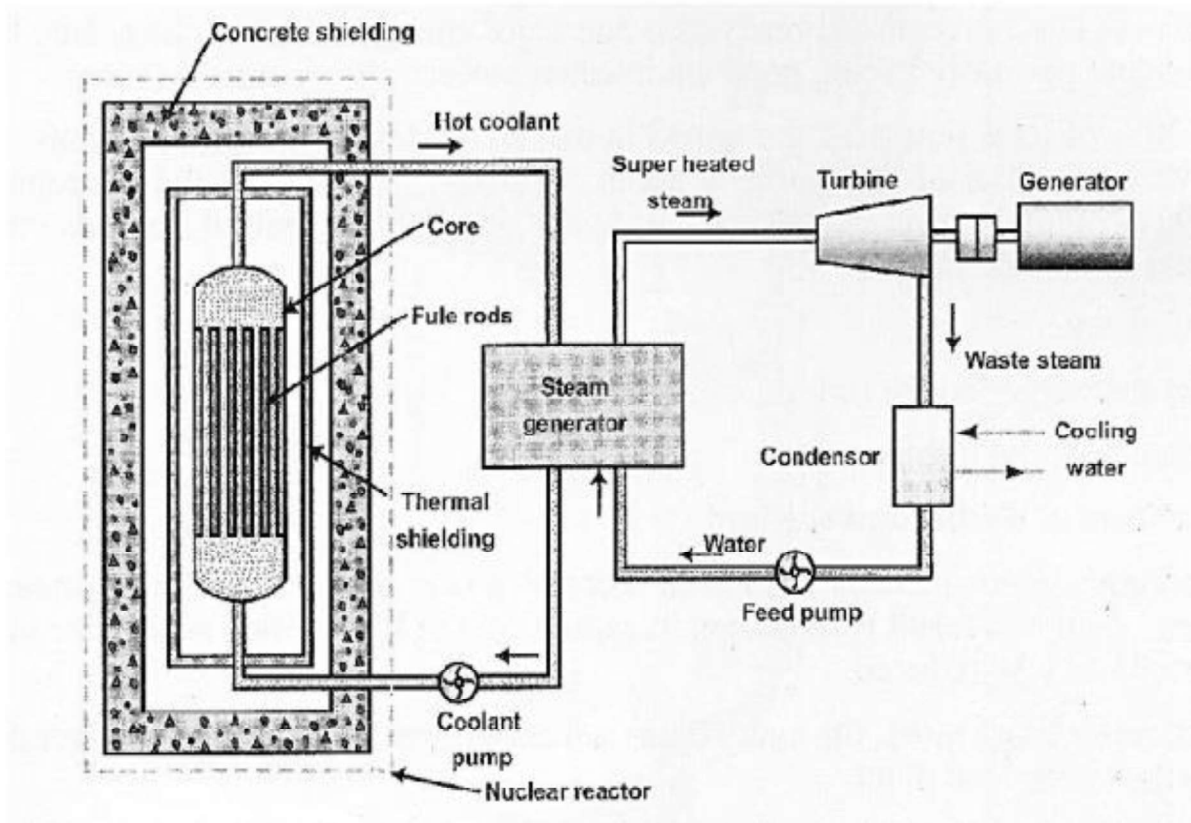 Concrete shielding
Hot coolant
Super heated
steam
Turbine
Generator
Core
Fule rods
Waste steam
Steam
generator
Condensor
Cooling
water
Thermal
shielding
Water
Feed pump
Coolant
pump
Nuclear reactor